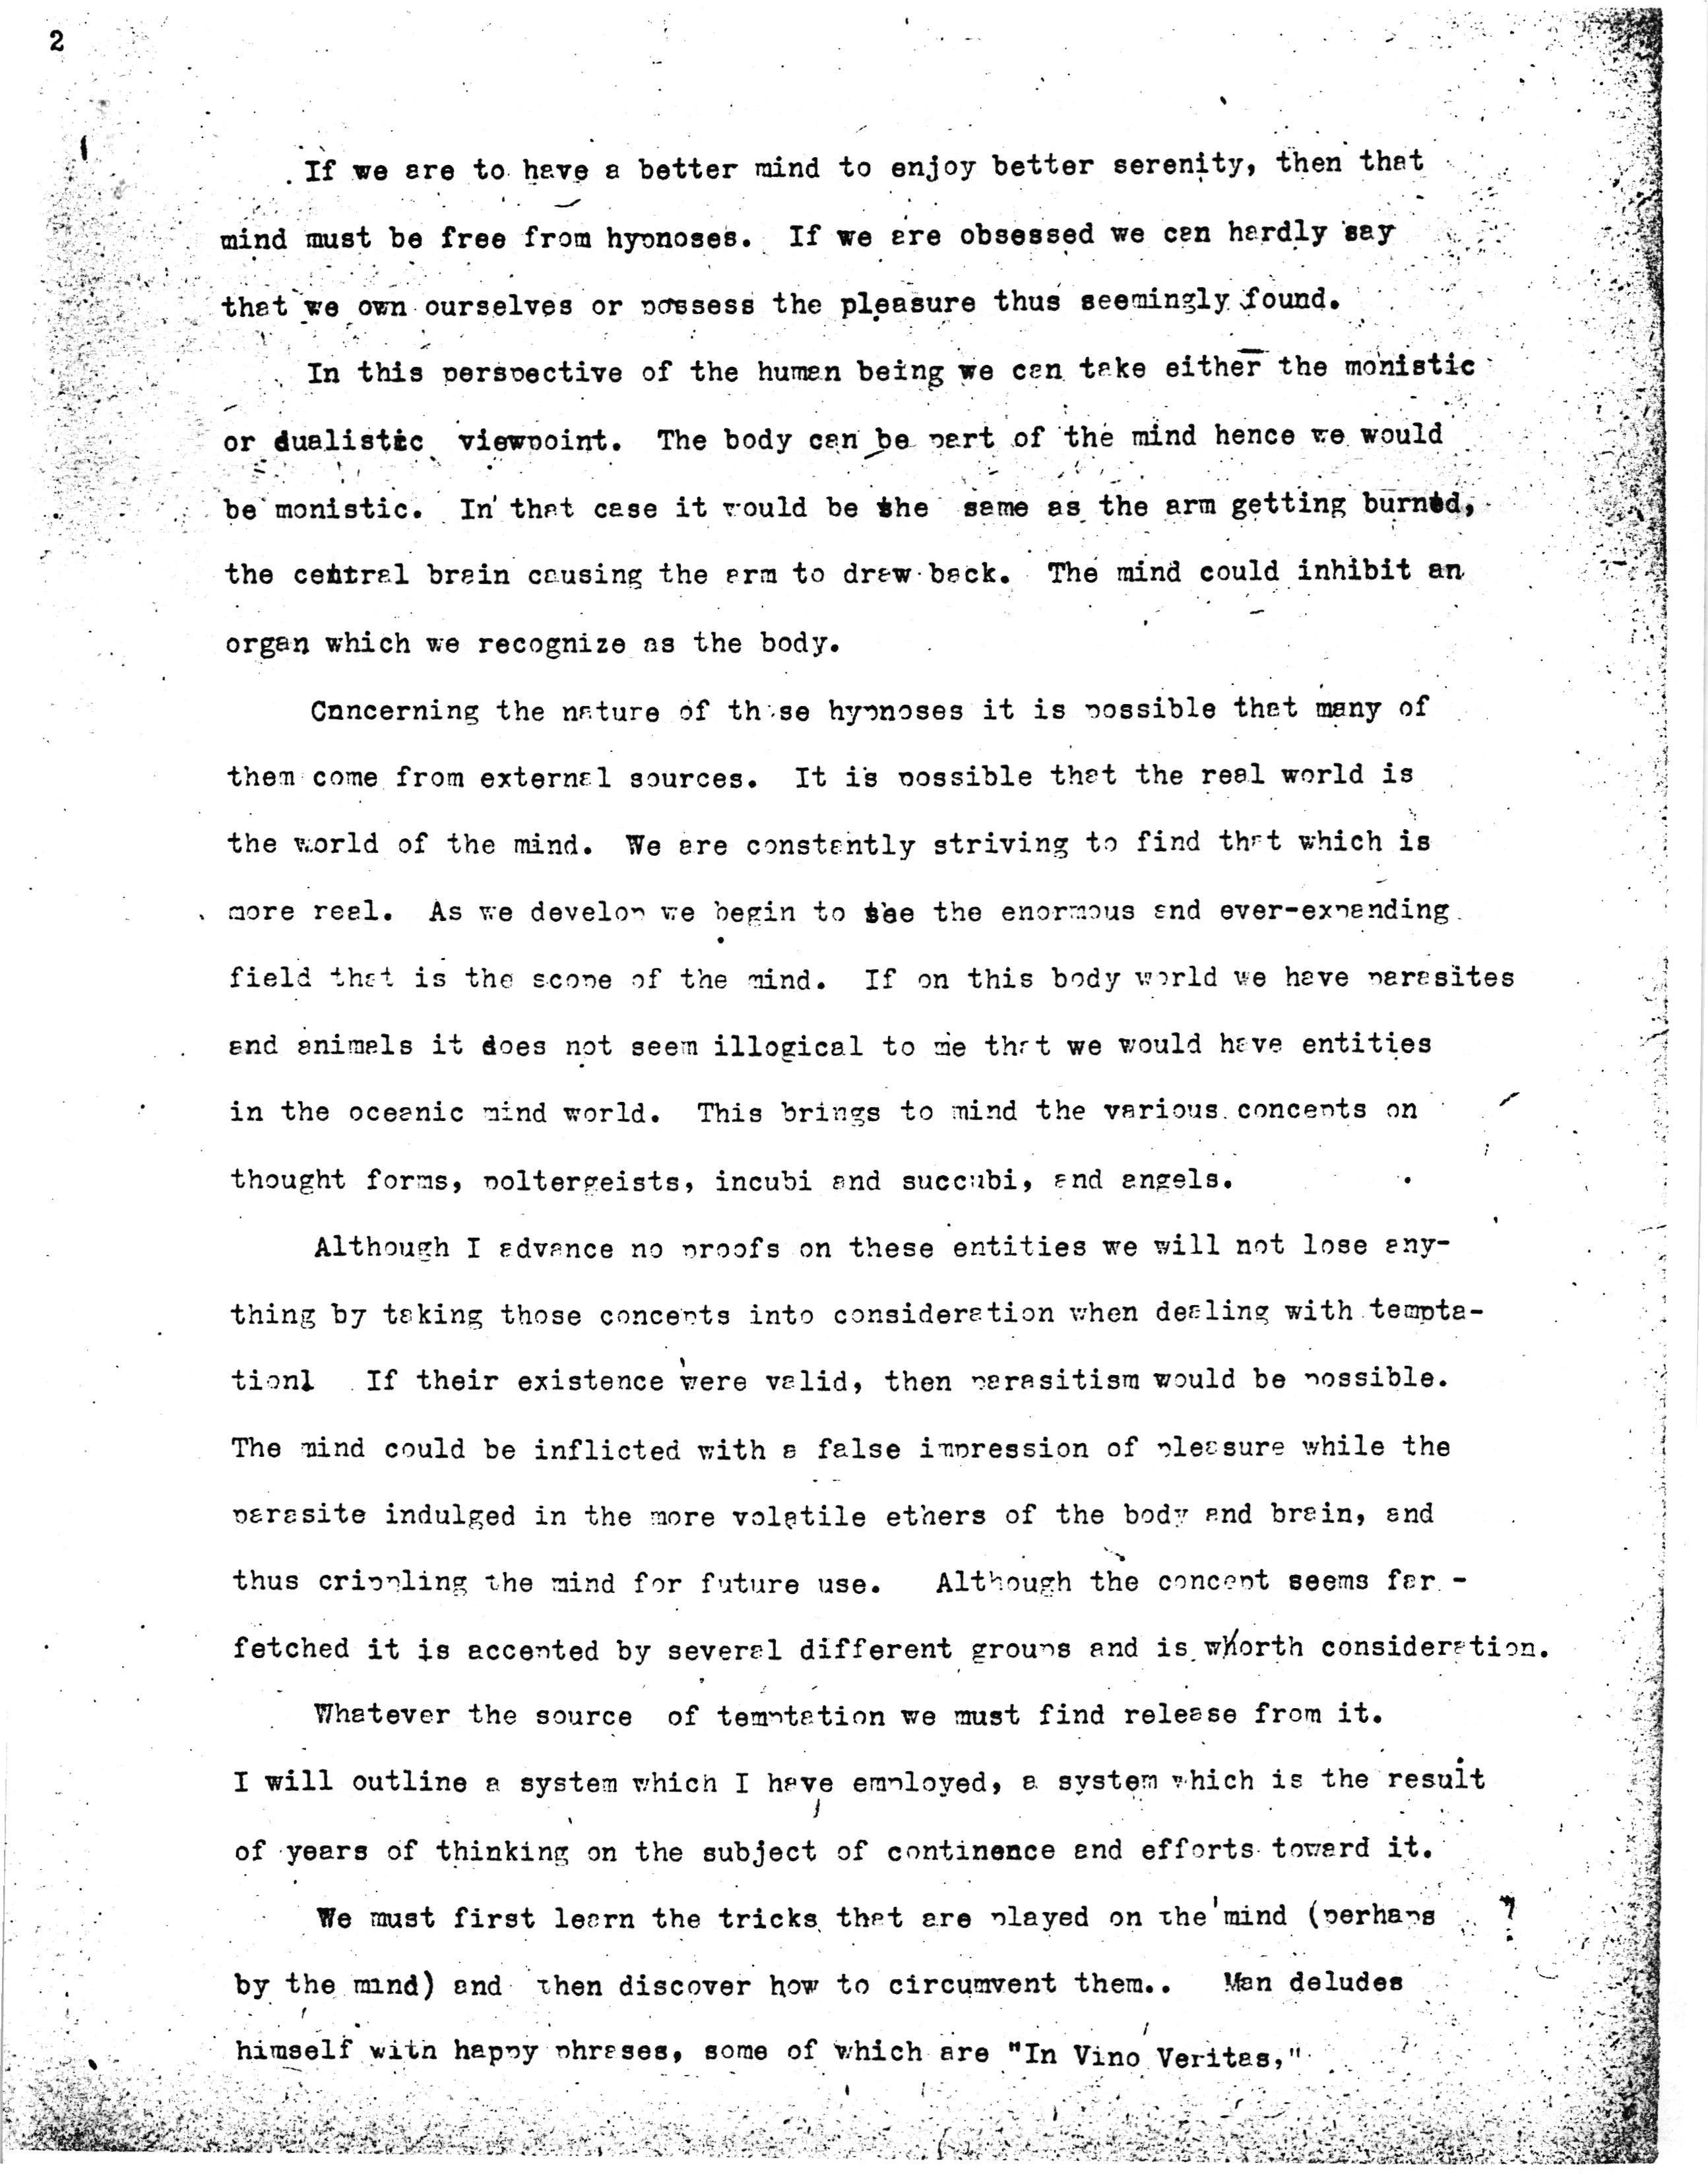 2
If we are to have a better mind to enjoy better serenity, then that
mind must be free from hypnoses. If we are obsessed we can hardly say
that we own ourselves or possess the pleasure thus seemingly found.
In this perspective of the human being we can take either the monistic
or dualistic viewpoint. The body can be part of the mind hence we would
be monistic. In that case it would be the same as the arm getting burned,
the central brain causing the arm to draw back. The mind could inhibit an
organ which we recognize as the body.
Cnncerning the nature of these hypnoses it is possible that many of
them come from external sources. It is possible that the real world is
the world of the mind. We are constantly striving to find that which is
more real. As we develop we begin to see the enormous and ever-expanding
field that is the scope of the mind. If on this body world we have parasites
and animals it does not seem illogical to me that we would have entities
in the oceanic mind world. This brings to mind the various concepts on
thought forms, poltergeists, incubi and succubi, and angels.
Although I advance no proofs on these entities we will not lose any-
thing by taking those concepts into consideration when dealing with tempta-
tion1 If their existence were valid, then parasitism would be possible.
The mind could be inflicted with a false impression of pleasure while the
parasite indulged in the more volatile ethers of the body and brain, and
thus crippling the mind for future use. Although the concept seems far -
fetched it is accepted by several different groups and is worth consideration.
Whatever the source of temptation we must find release from it.
I will outline a system which I have employed, a system which is the result
of years of thinking on the subject of continence and efforts toward it.
We must first learn the tricks that are played on the mind (perhaps
by the mind) and then discover how to circumvent them.. Man deludes
himself with happy phrases, some of which are "In Vino Veritas,"